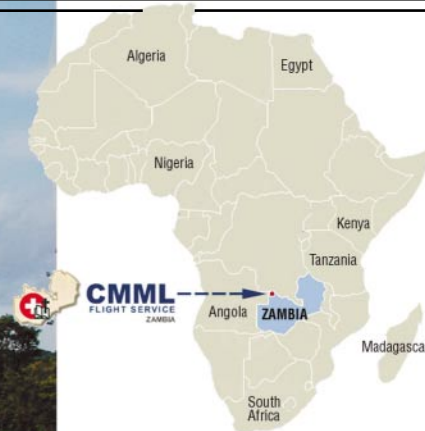 Algeria
Egypt
Nigeria
Kenya
Tanzania
CMML
FLIGHT SERVICE
ZAMBIA
Angola
ZAMBIA
Madagasca
South
Africa